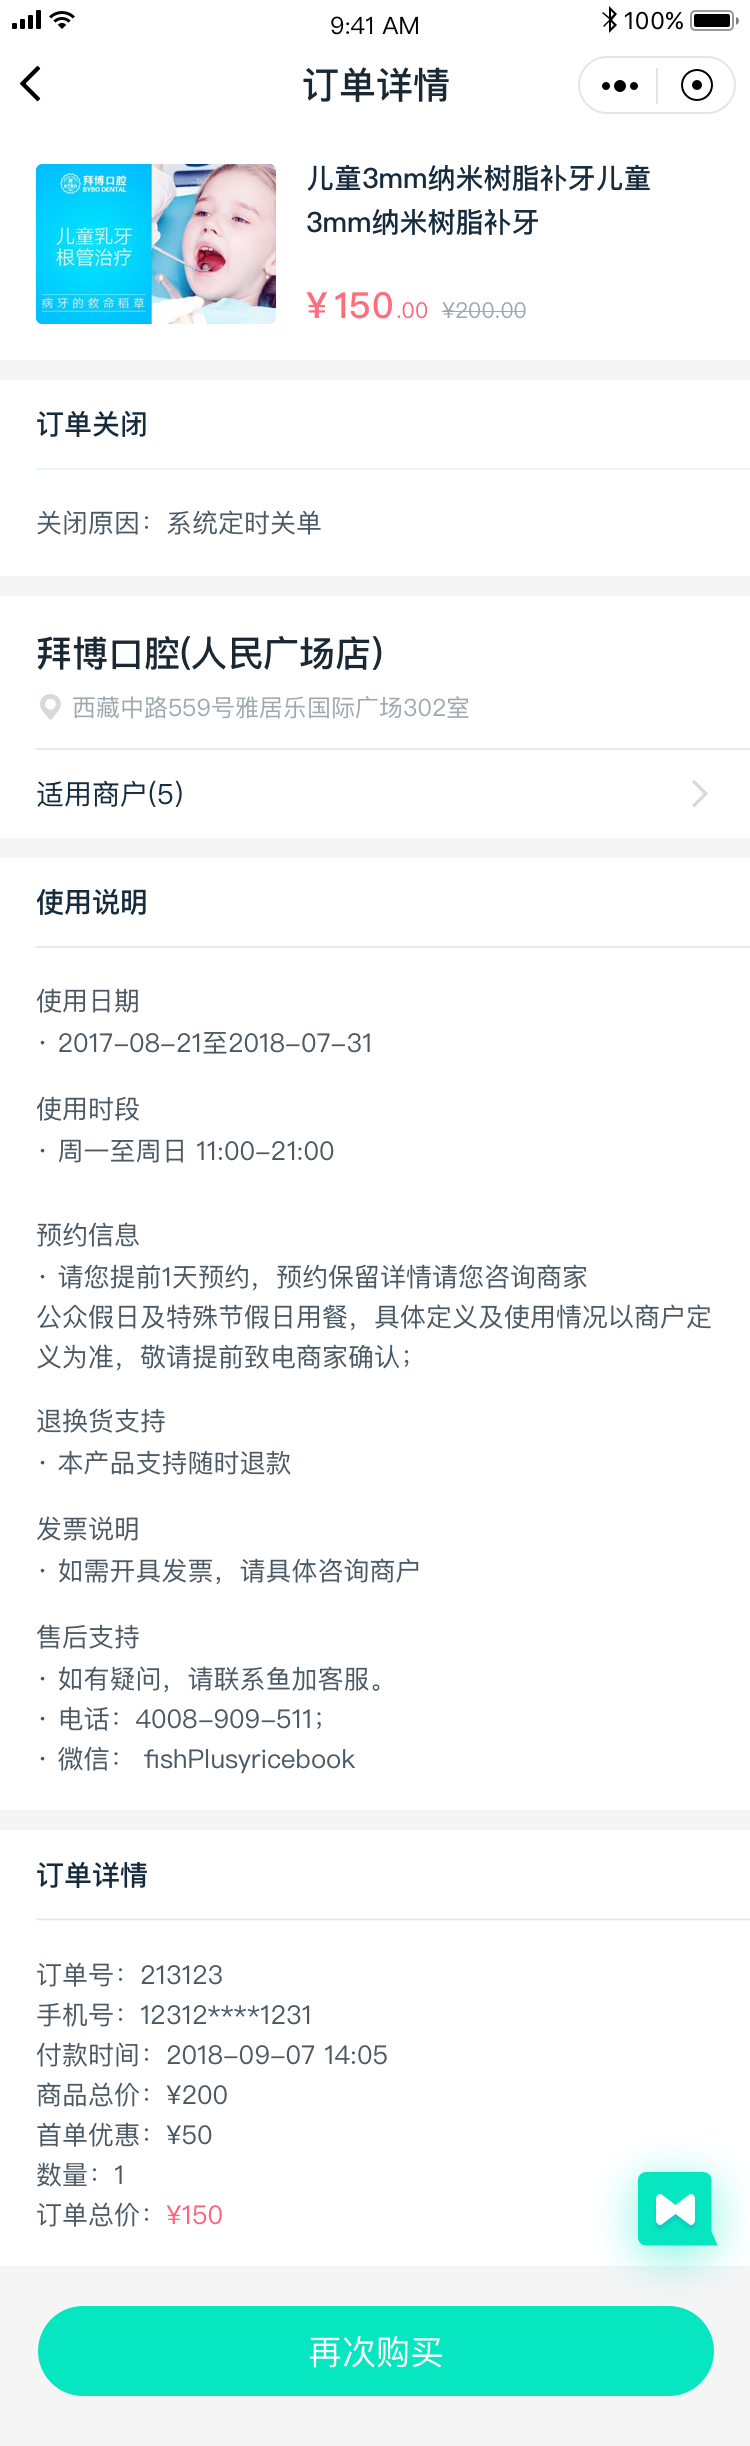 9:41 AM
100%
订单详情
拜博口腔
BYBO DENTAL
儿童乳牙
根管治疗
病牙的救命稻草
儿童3mm纳米树脂补牙儿童
3mm纳米树脂补牙
¥150.00 ¥200.00
订单关闭
关闭原因：系统定时关单
拜博口腔(人民广场店)
西藏中路559号雅居乐国际广场302室
适用商户(5)
使用说明
使用日期
· 2017-08-21至2018-07-31
使用时段
· 周一至周日 11:00-21:00
预约信息
· 请您提前1天预约，预约保留详情请您咨询商家
公众假日及特殊节假日用餐，具体定义及使用情况以商户定
义为准，敬请提前致电商家确认；
退换货支持
· 本产品支持随时退款
发票说明
· 如需开具发票，请具体咨询商户
售后支持
· 如有疑问，请联系鱼加客服。
· 电话：4008-909-511；
· 微信： fishPlusyricebook
订单详情
订单号：213123
手机号：12312****1231
付款时间：2018-09-07 14:05
商品总价：¥200
首单优惠：¥50
数量：1
订单总价：¥150
再次购买